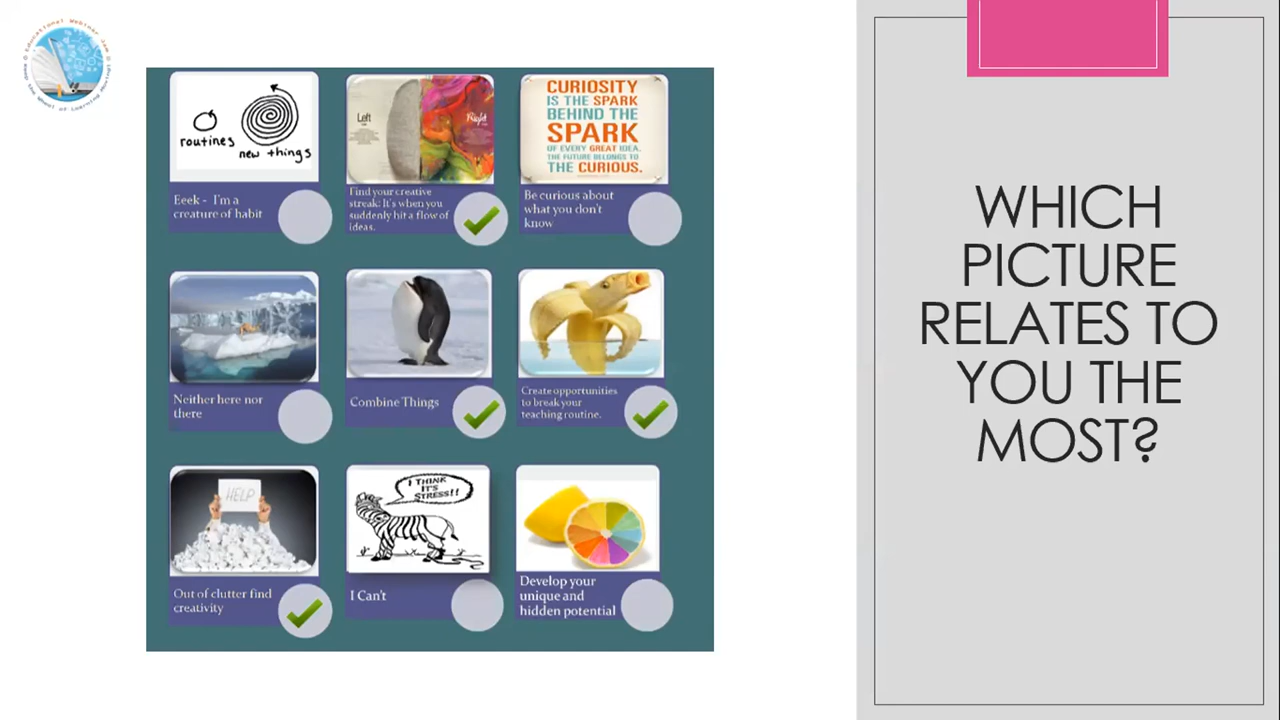 Educational Webinar Jam
routines
new things
Eeek - I'm a
creature of habit
Left
Right
Find your creative
streak: It's when you
suddenly hit a flow of
ideas.
CURIOSITY
IS THE SPARK
BEHIND THE
SPARK
OF EVERY GREAT IDEA.
THE FUTURE BELONGS TO
THE CURIOUS.
Be curious about
what you don't
know
Neither here nor
there
Combine Things
Create opportunities
to break your
teaching routine.
HELP
Out of clutter find
creativity
I THINK
IT'S
STRESS!!
I Can't
Develop your
unique and
hidden potential
WHICH
PICTURE
RELATES TO
YOU THE
MOST?